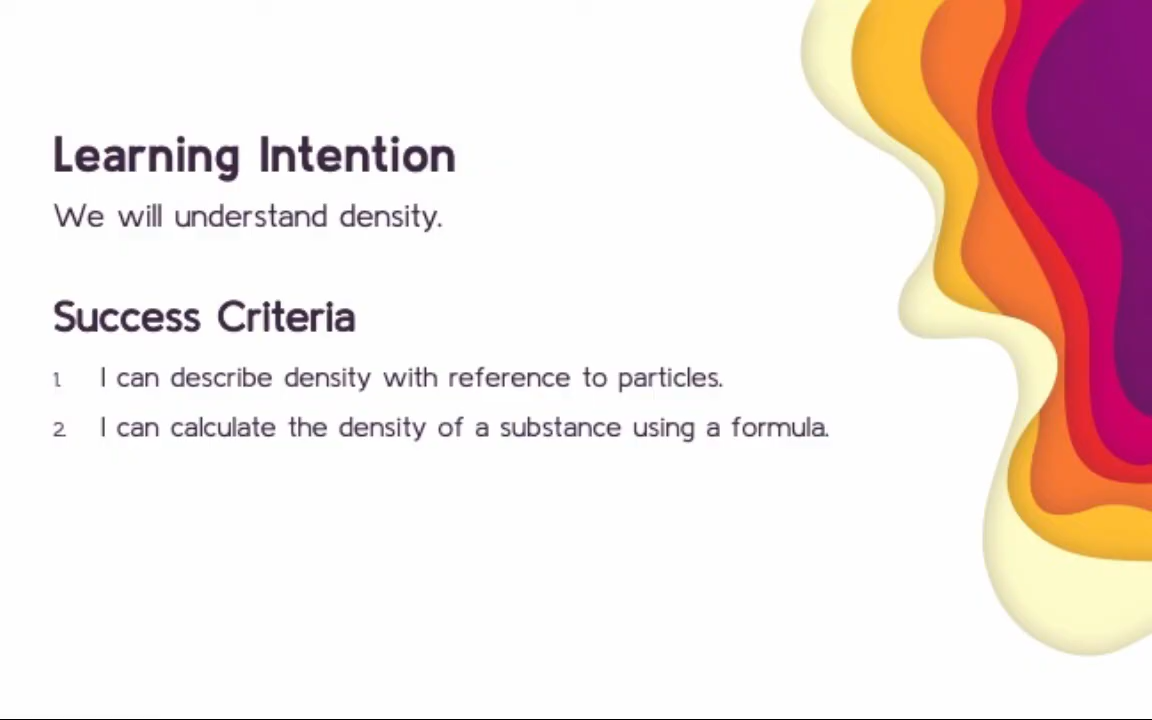 Learning Intention
We will understand density.
Success Criteria
1. I can describe density with reference to particles.
2 I can calculate the density of a substance using a formula.